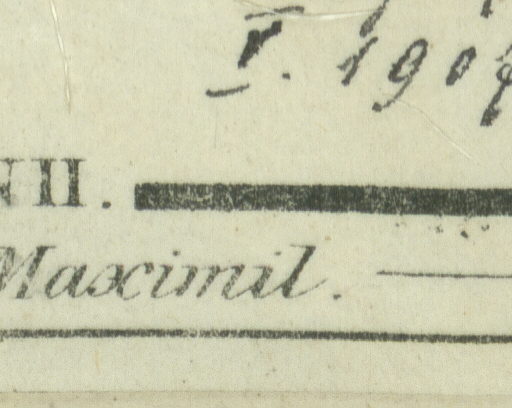 V. 190
NII.
Maximil.